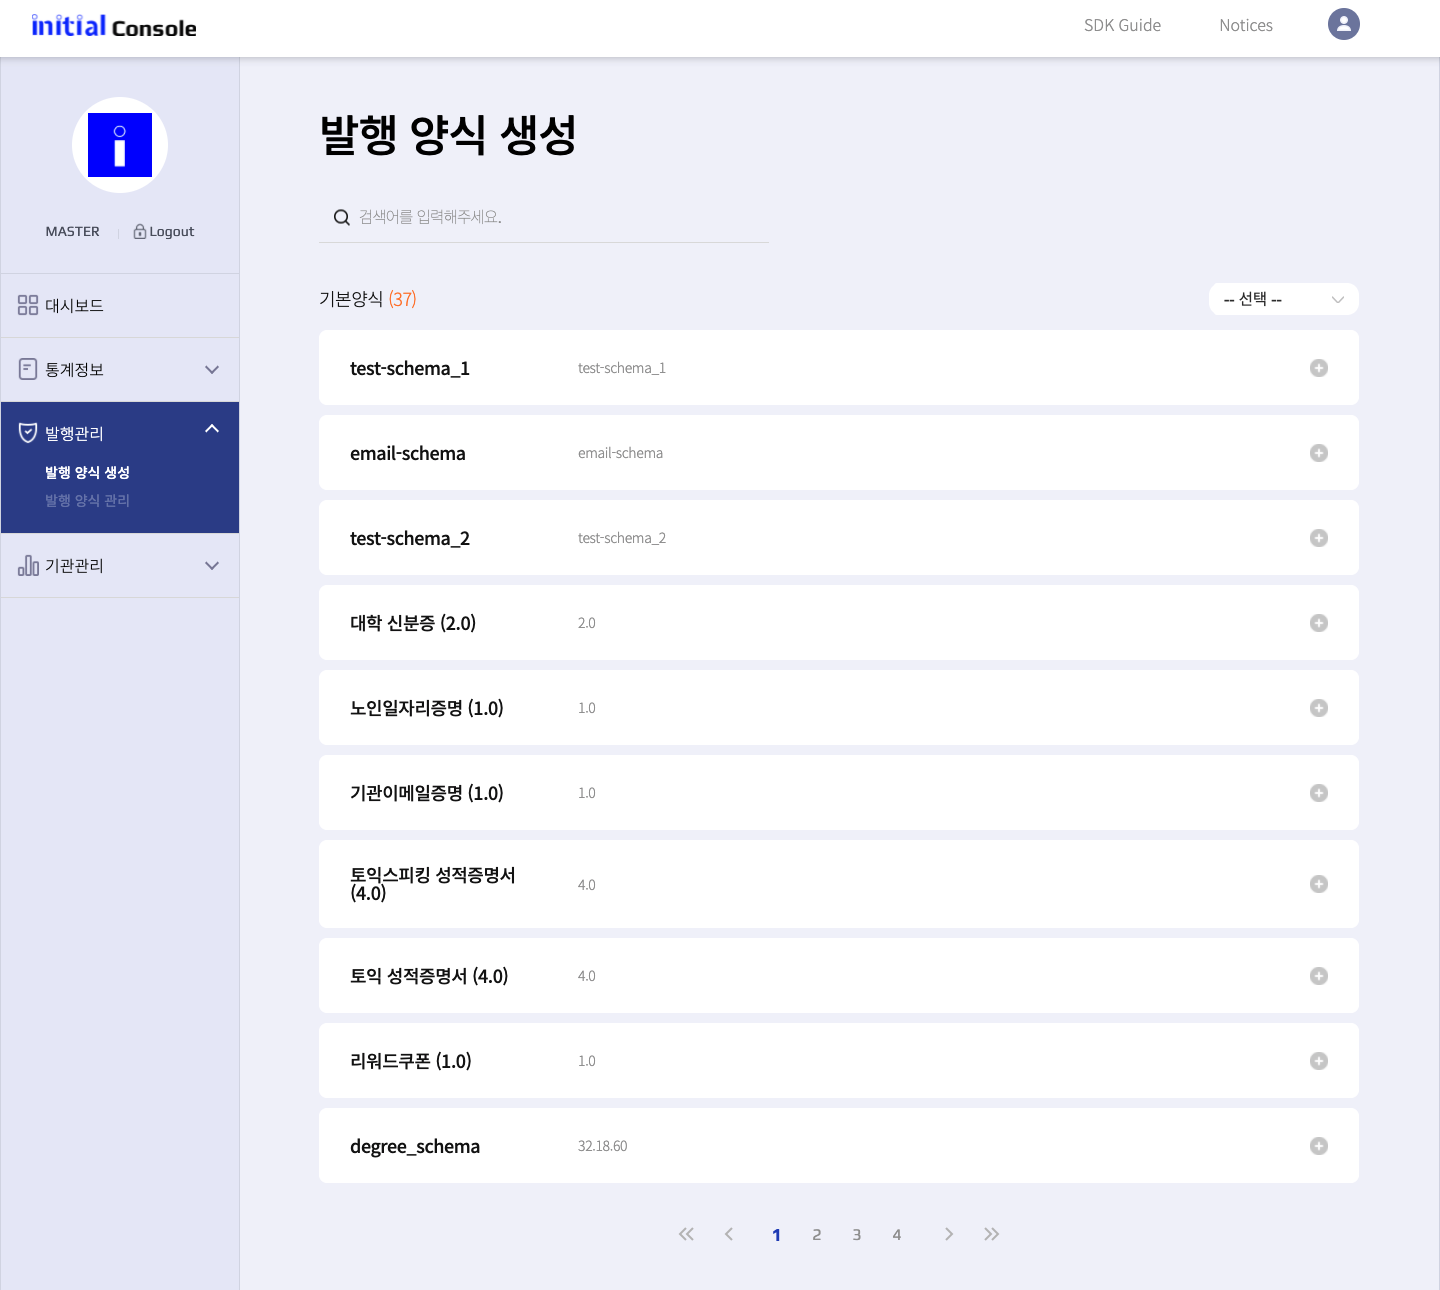 initial Console
SDK Guide
Notices
MASTER
Logout
대시보드
통계정보
발행관리
발행 양식 생성
발행 양식 관리
기관관리
발행 양식 생성
검색어를 입력해주세요.
기본양식 (37)
-- 선택 --
test-schema_1 test-schema_1
email-schema email-schema
test-schema_2 test-schema_2
대학 신분증 (2.0) 2.0
노인일자리증명 (1.0) 1.0
기관이메일증명 (1.0) 1.0
토익스피킹 성적증명서
(4.0)
4.0
토익 성적증명서 (4.0) 4.0
리워드쿠폰 (1.0) 1.0
degree_schema 32.18.60
1 2 3 4